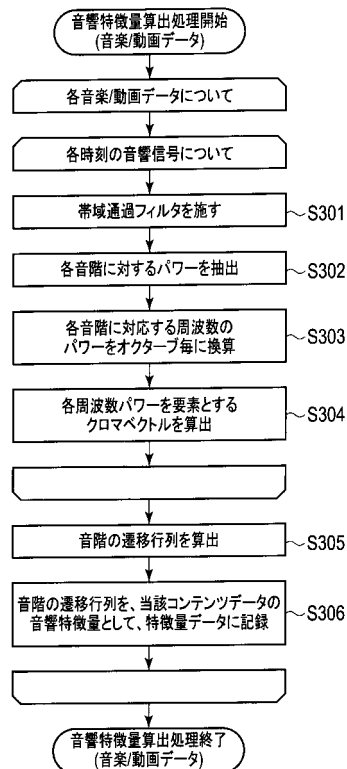 音響特徴量算出処理開始
(音楽/動画データ)
各音楽/動画データについて
各時刻の音響信号について
帯域通過フィルタを施す
S301
各音階に対するパワーを抽出
S302
各音階に対応する周波数の
パワーをオクターブ毎に換算
S303
各周波数パワーを要素とする
クロマベクトルを算出
S304
音階の遷移行列を算出
S305
音階の遷移行列を、当該コンテンツデータの
音響特徴量として、特徴量データに記録
S306
音響特徴量算出処理終了
(音楽/動画データ)